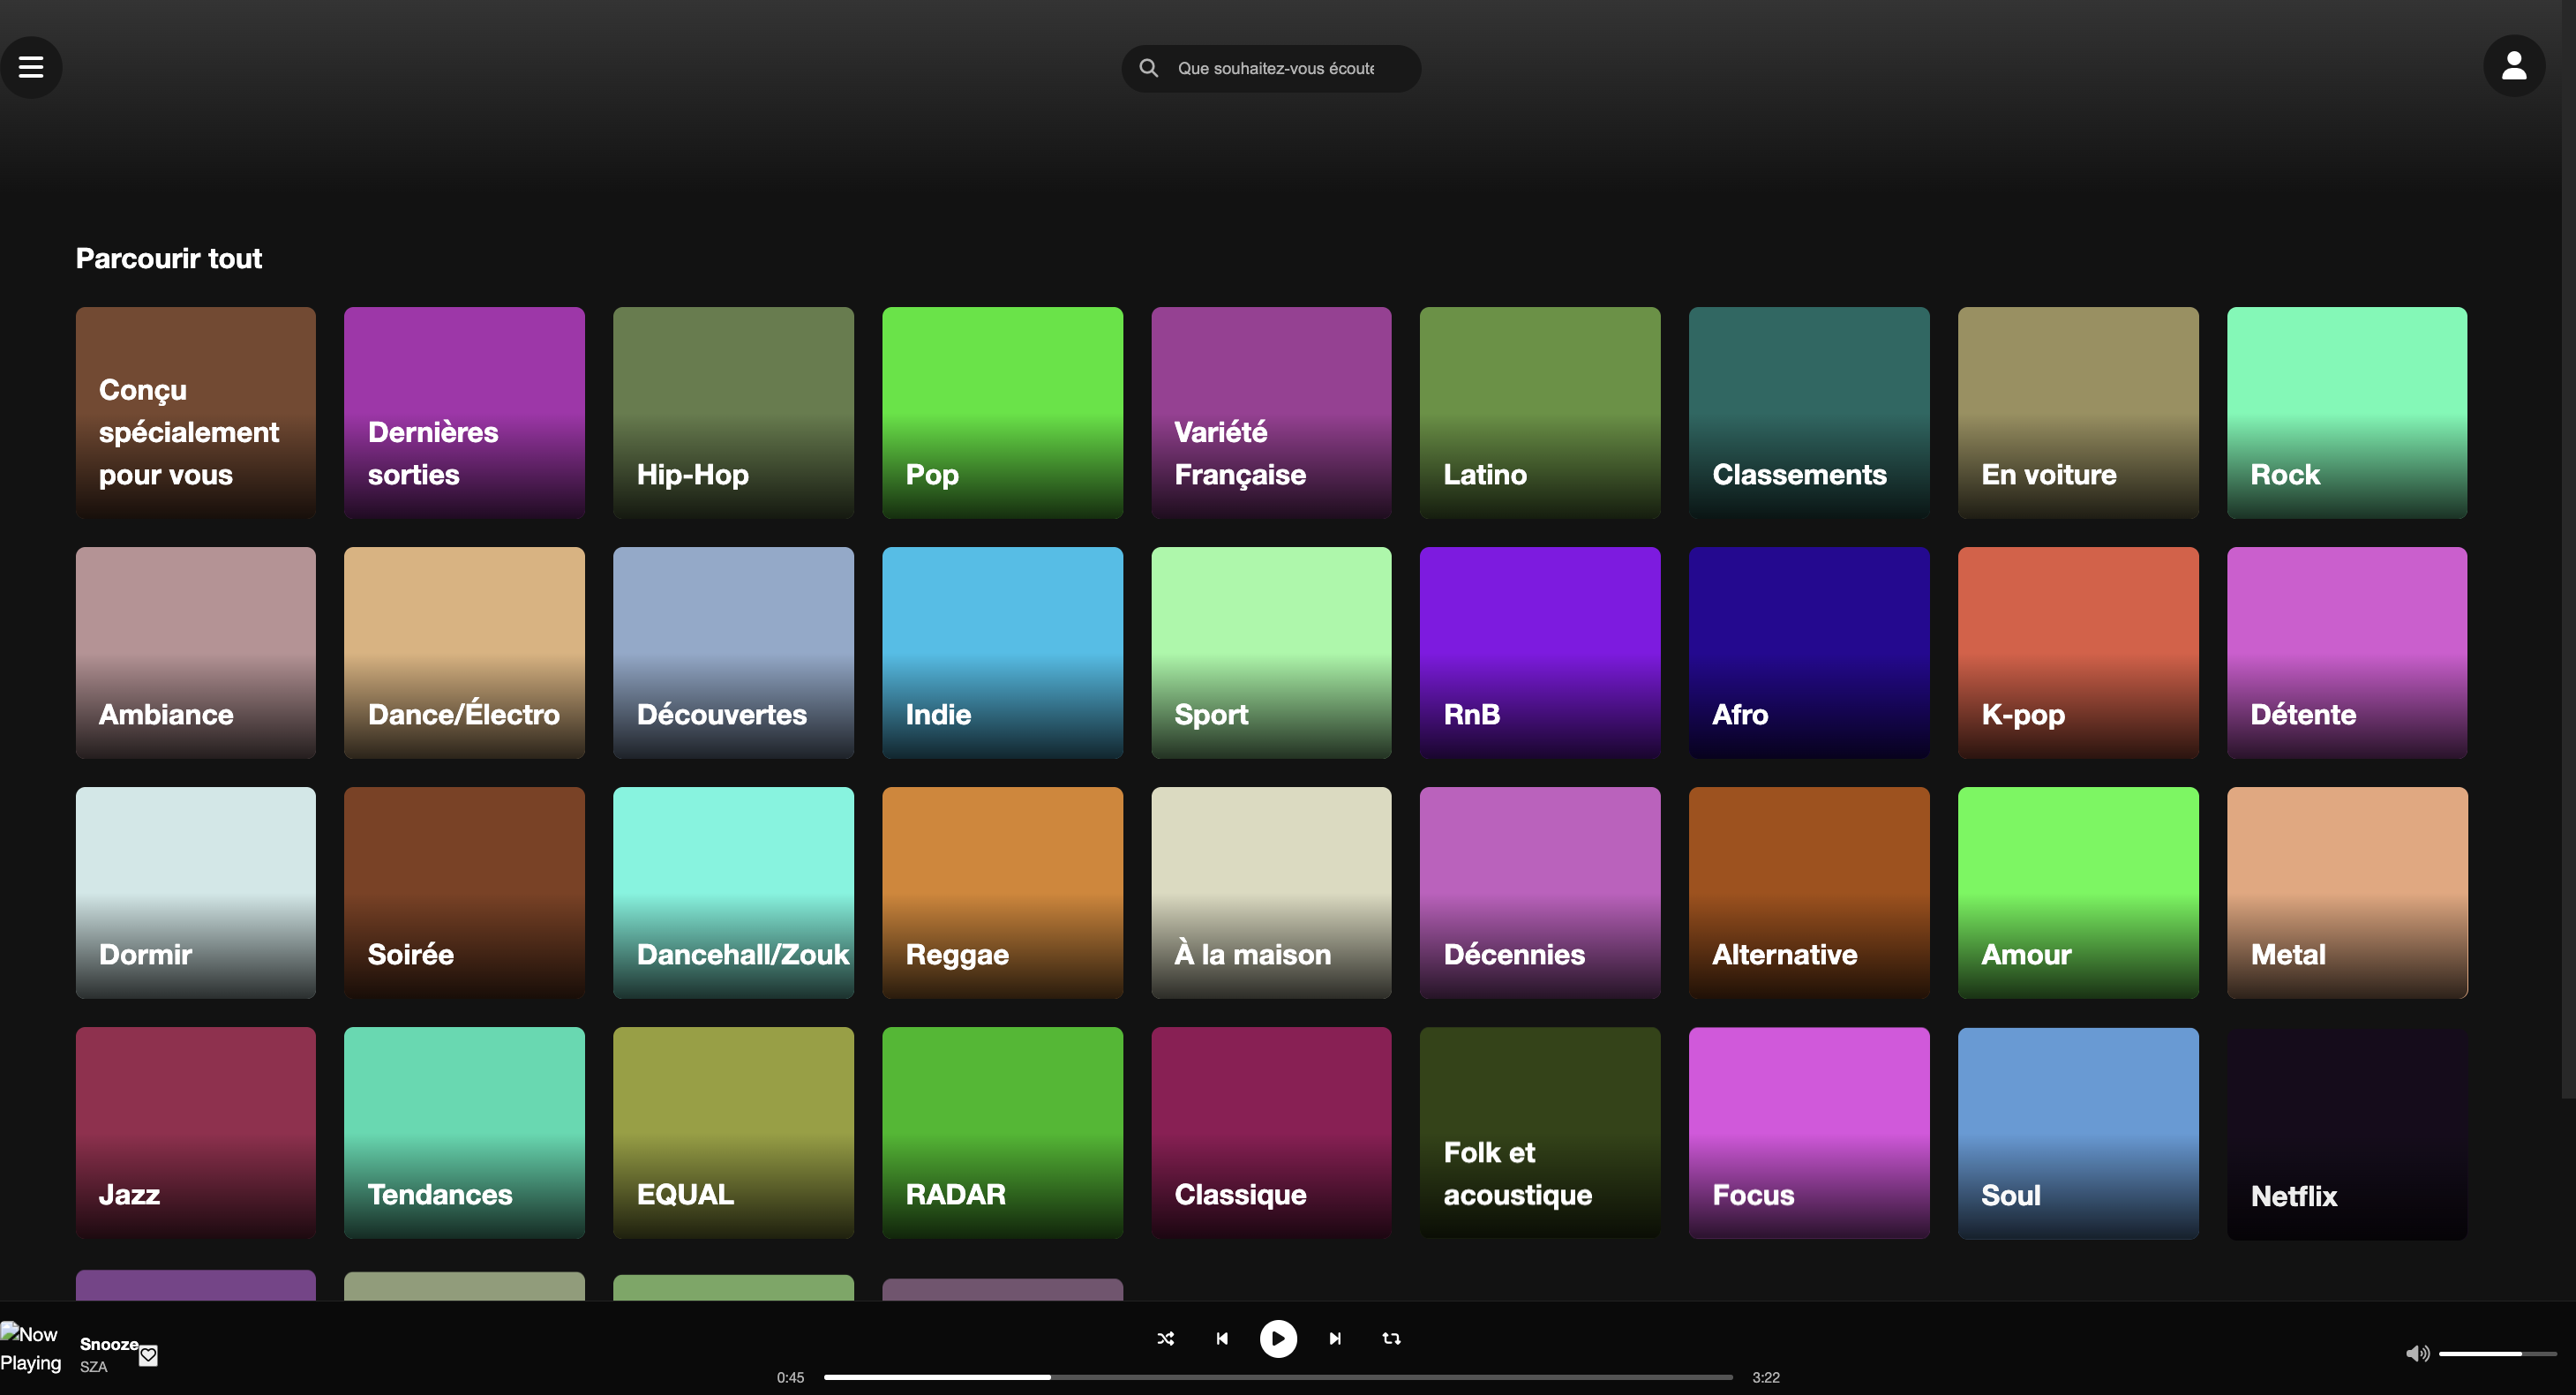 Que souhaitez-vous écoute
Parcourir tout
Conçu
spécialement
pour vous
Dernières
sorties
Hip-Hop
Pop
Variété
Française
Latino
Classements
En voiture
Rock
Ambiance
Dance/Électro
Découvertes
Indie
Sport
RnB
Afro
K-pop
Détente
Dormir
Soirée
Dancehall/Zouk
Reggae
À la maison
Décennies
Alternative
Amour
Metal
Jazz
Tendances
EQUAL
RADAR
Classique
Folk et
acoustique
Focus
Soul
Netflix
Now
Playing
Snooze
SZA
0:45
3:22